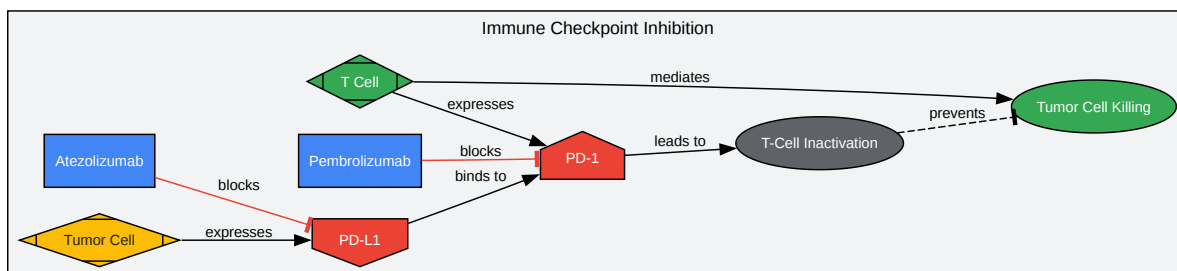 Immune Checkpoint Inhibition
T Cell
mediates
expresses
Tumor Cell Killing
prevents
Atezolizumab
blocks
Pembrolizumab
blocks
binds to
PD-1
leads to
T-Cell Inactivation
Tumor Cell
expresses
PD-L1